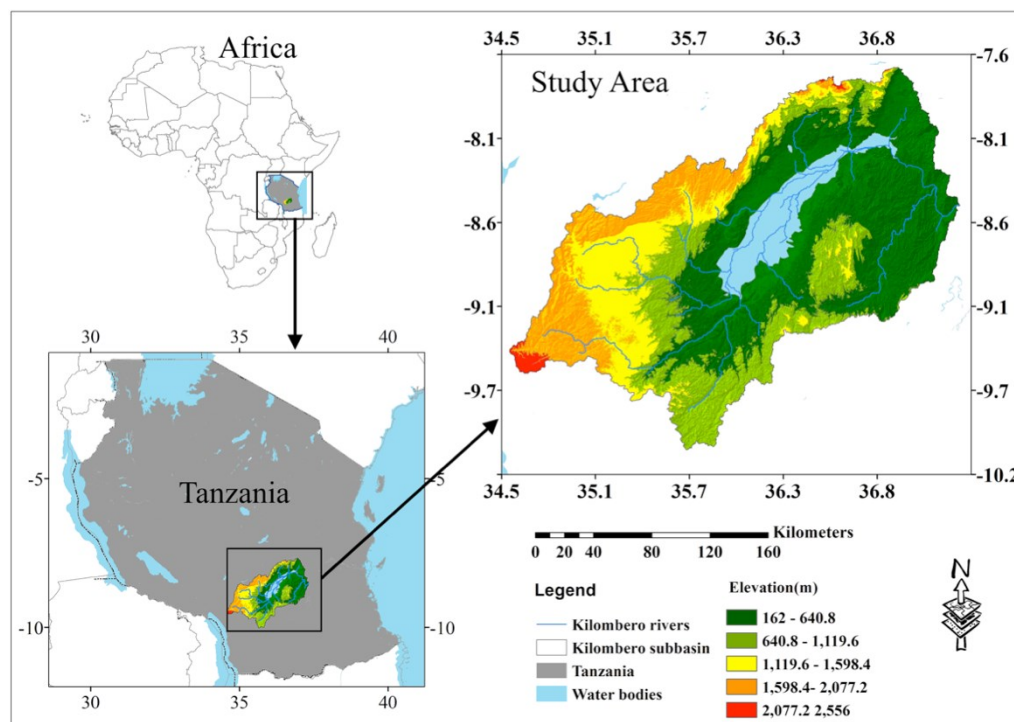 Africa
34.5 35.1 35.7 36.3 36.8
-7.6
Study Area
-8.1 -8.1
-8.6 -8.6
-9.1 -9.1
-9.7 -9.7
-10.2
34.5 35.1 35.7 36.3 36.8
30 35 40
-5 -5
Tanzania
-10 -10
30 35 40
Kilometers
0 20 40 80 120 160
Legend
Kilombero rivers
Kilombero subbasin
Tanzania
Water bodies
Elevation(m)
162 - 640.8
640.8 - 1,119.6
1,119.6 - 1,598.4
1,598.4- 2,077.2
2,077.2 2,556
N